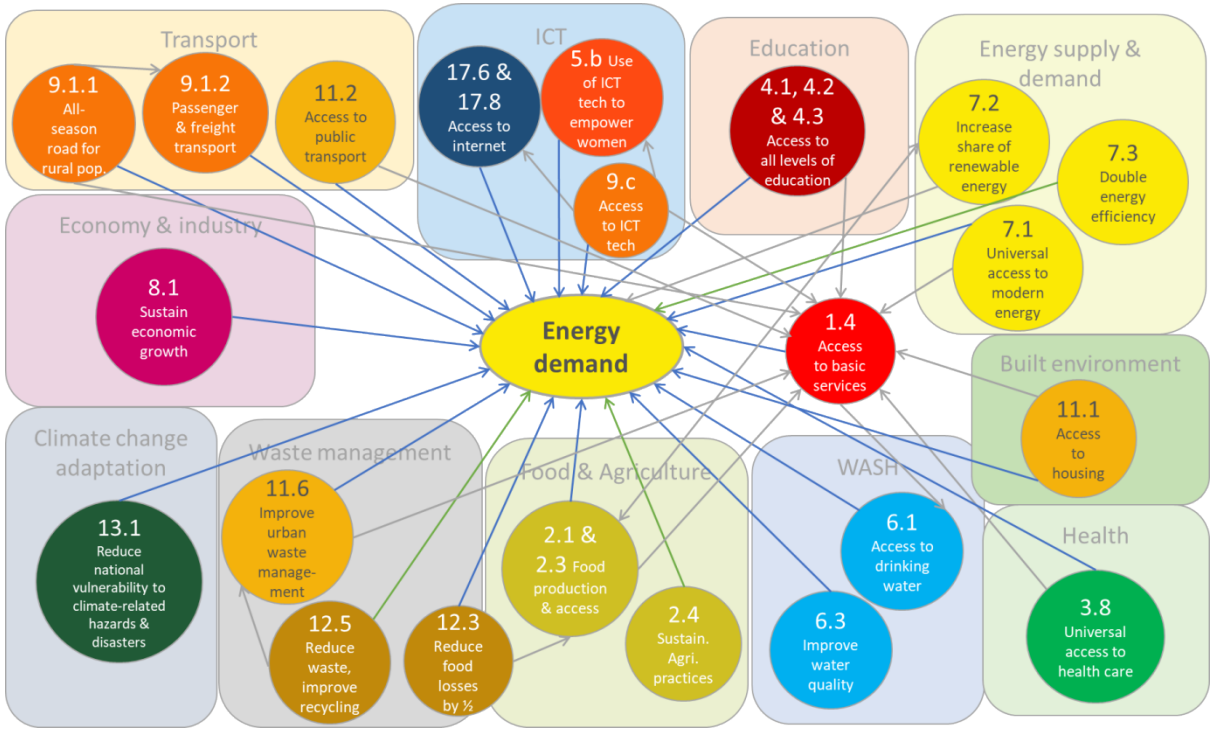 Transport
9.1.1
All-
season
road for
rural pop.
9.1.2
Passenger
& freight
transport
11.2
Access to
public
transport
ICT
17.6 &
17.8
Access to
internet
5.b Use
of ICT
tech to
empower
women
9.c
Access
to ICT
tech
Education
4.1, 4.2
& 4.3
Access to
all levels of
education
Energy supply &
demand
7.2
Increase
share of
renewable
energy
7.3
Double
energy
efficiency
7.1
Universal
access to
modern
energy
Economy & industry
8.1
Sustain
economic
growth
Energy
demand
1.4
Access
to basic
services
Built environment
11.1
Access
to
housing
Climate change
adaptation
13.1
Reduce
national
vulnerability to
climate-related
hazards &
disasters
Waste management
11.6
Improve
urban
waste
manage-
ment
12.5
Reduce
waste,
improve
recycling
12.3
Reduce
food
losses
by ½
Food & Agriculture
2.1 &
2.3 Food
production
& access
2.4
Sustain.
Agri.
practices
WASH
6.1
Access to
drinking
water
6.3
Improve
water
quality
Health
3.8
Universal
access to
health care